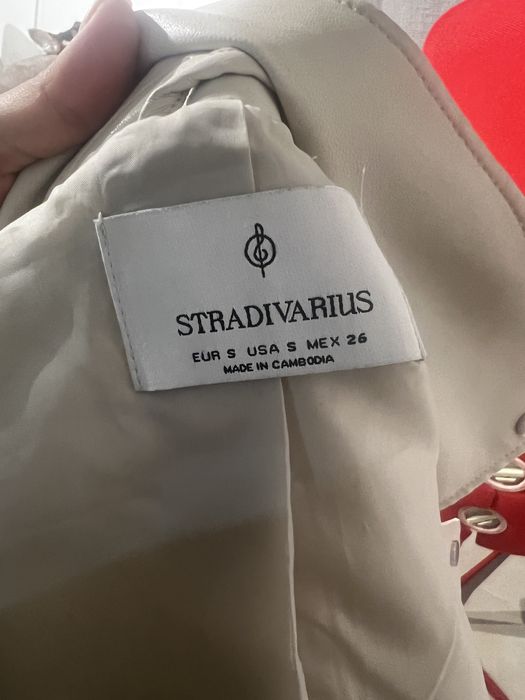 STRADIVARIUS
EUR S USA S MEX 26
MADE IN CAMBODIA